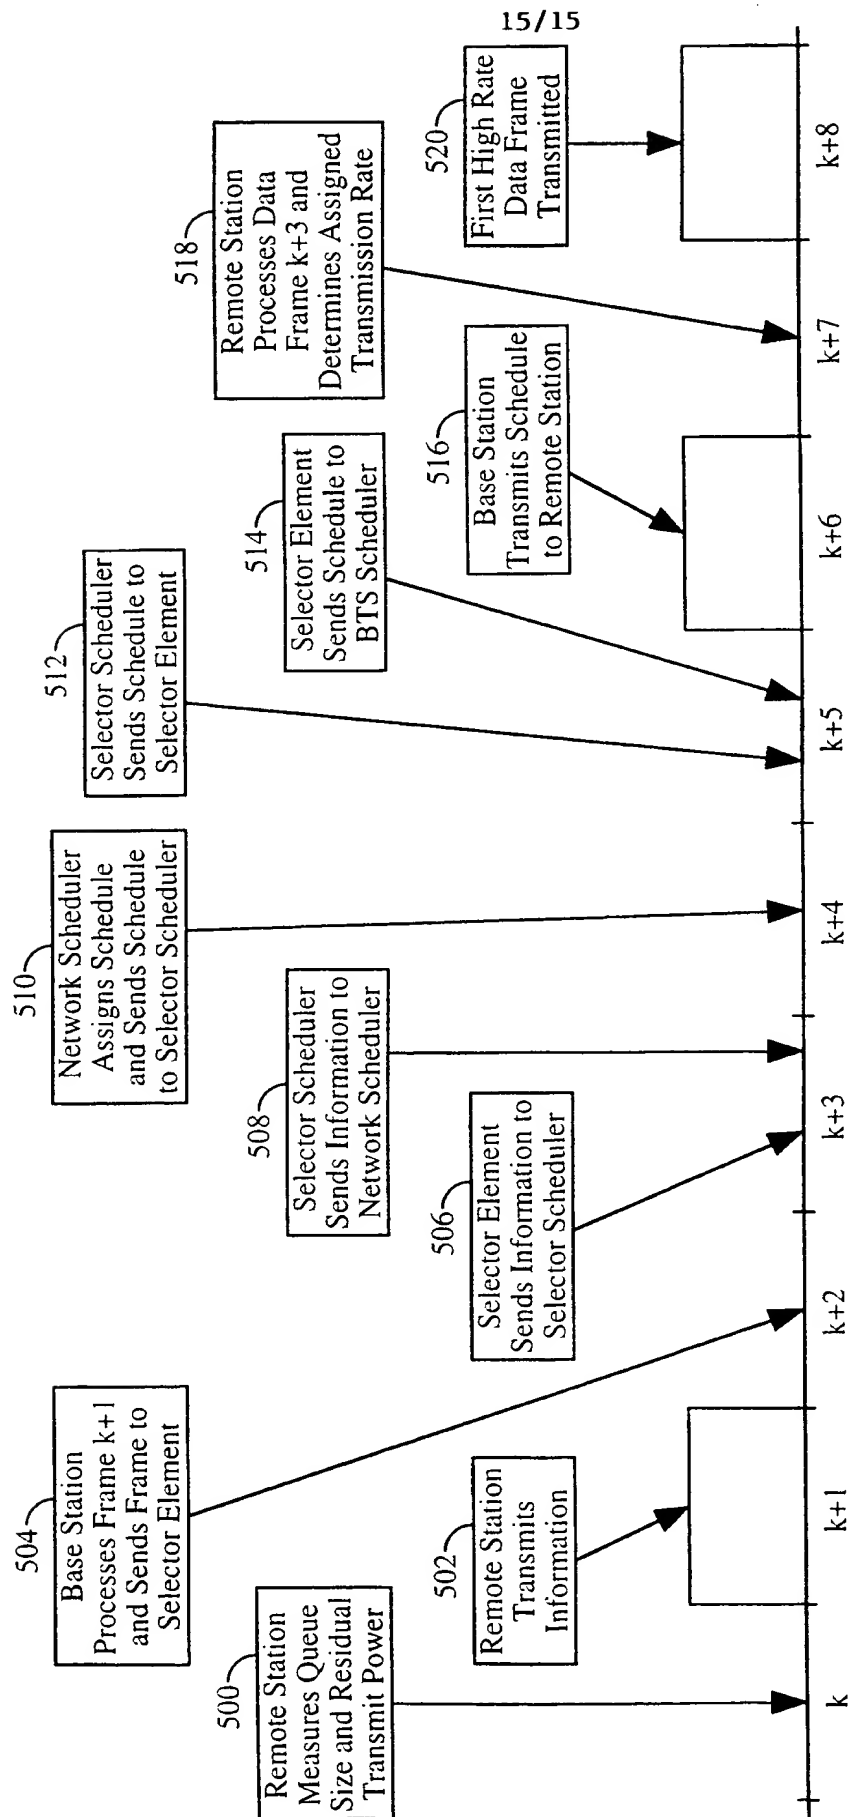 15/15
500
Remote Station
Measures Queue
Size and Residual
Transmit Power
502
Remote Station
Transmits
Information
504
Base Station
Processes Frame k+1
and Sends Frame to
Selector Element
506
Selector Element
Sends Information to
Selector Scheduler
508
Selector Scheduler
Sends Information to
Network Scheduler
510
Network Scheduler
Assigns Schedule
and Sends Schedule
to Selector Scheduler
512
Selector Scheduler
Sends Schedule to
Selector Element
514
Selector Element
Sends Schedule to
BTS Scheduler
516
Base Station
Transmits Schedule
to Remote Station
518
Remote Station
Processes Data
Frame k+3 and
Determines Assigned
Transmission Rate
520
First High Rate
Data Frame
Transmitted
k
k+1
k+2
k+3
k+4
k+5
k+6
k+7
k+8